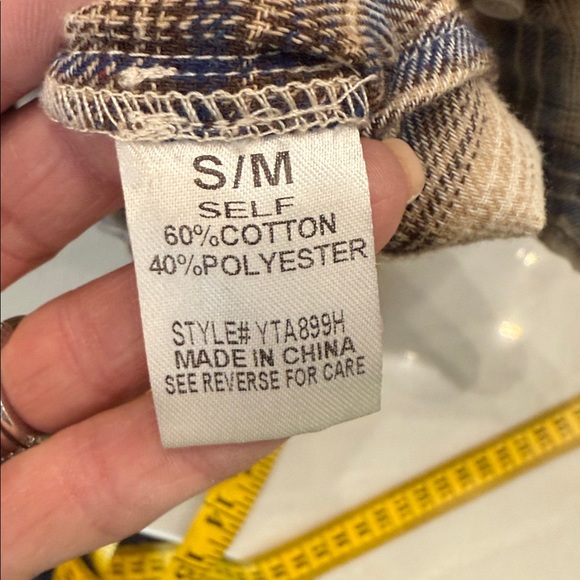 S/M
SELF
60%COTTON
40%POLYESTER
STYLE# YTA899H
MADE IN CHINA
SEE REVERSE FOR CARE